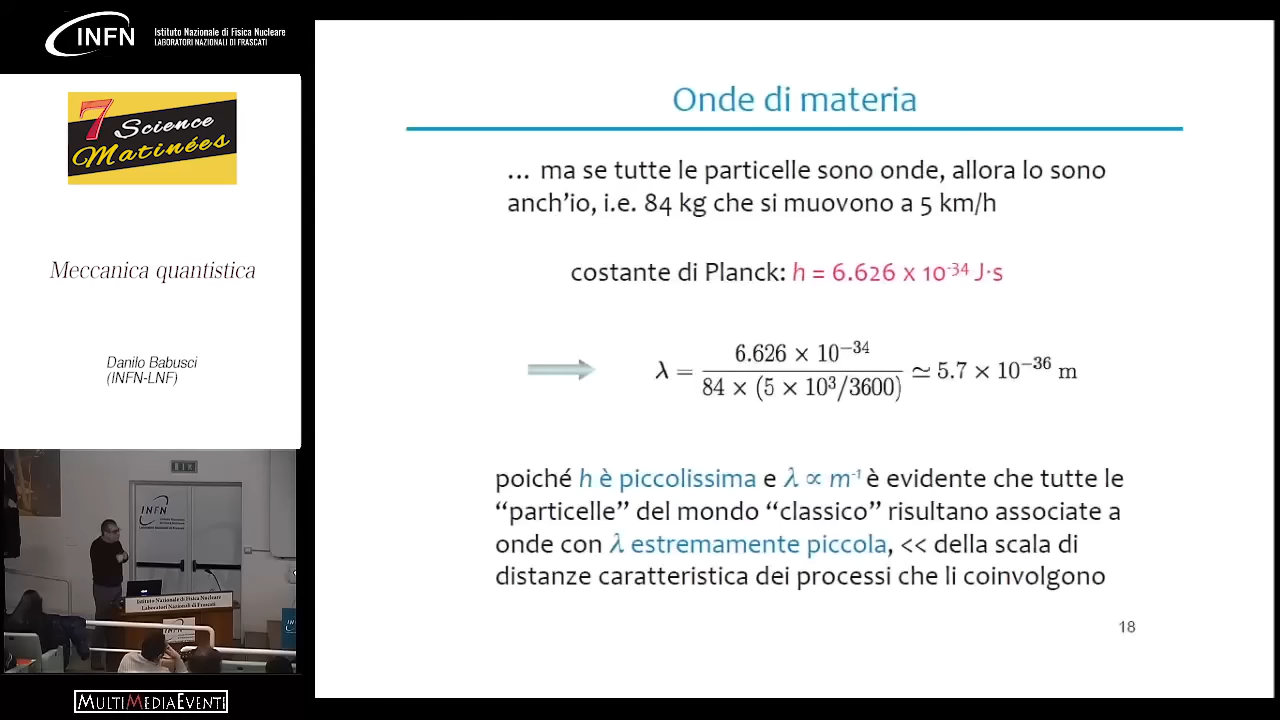 INFN
Istituto Nazionale di Fisica Nucleare
LABORATORI NAZIONALI DI FRASCATI
7
Science
Matinées
Meccanica quantistica
Danilo Babusci
(INFN-LNF)
INFN
Istituto Nazionale di Fisica Nucleare
Laboratori Nazionali di Frascati
INFN
MULTIMEDIAEVENTI
Onde di materia
... ma se tutte le particelle sono onde, allora lo sono
anch'io, i.e. 84 kg che si muovono a 5 km/h
costante di Planck: h = 6.626 x 10⁻³⁴ J·s
λ = 6.626 × 10⁻³⁴ / 84 × (5 × 10³/3600) ≃ 5.7 × 10⁻³⁶ m
poiché h è piccolissima e λ ∝ m⁻¹ è evidente che tutte le
“particelle” del mondo “classico” risultano associate a
onde con λ estremamente piccola, << della scala di
distanze caratteristica dei processi che li coinvolgono
18